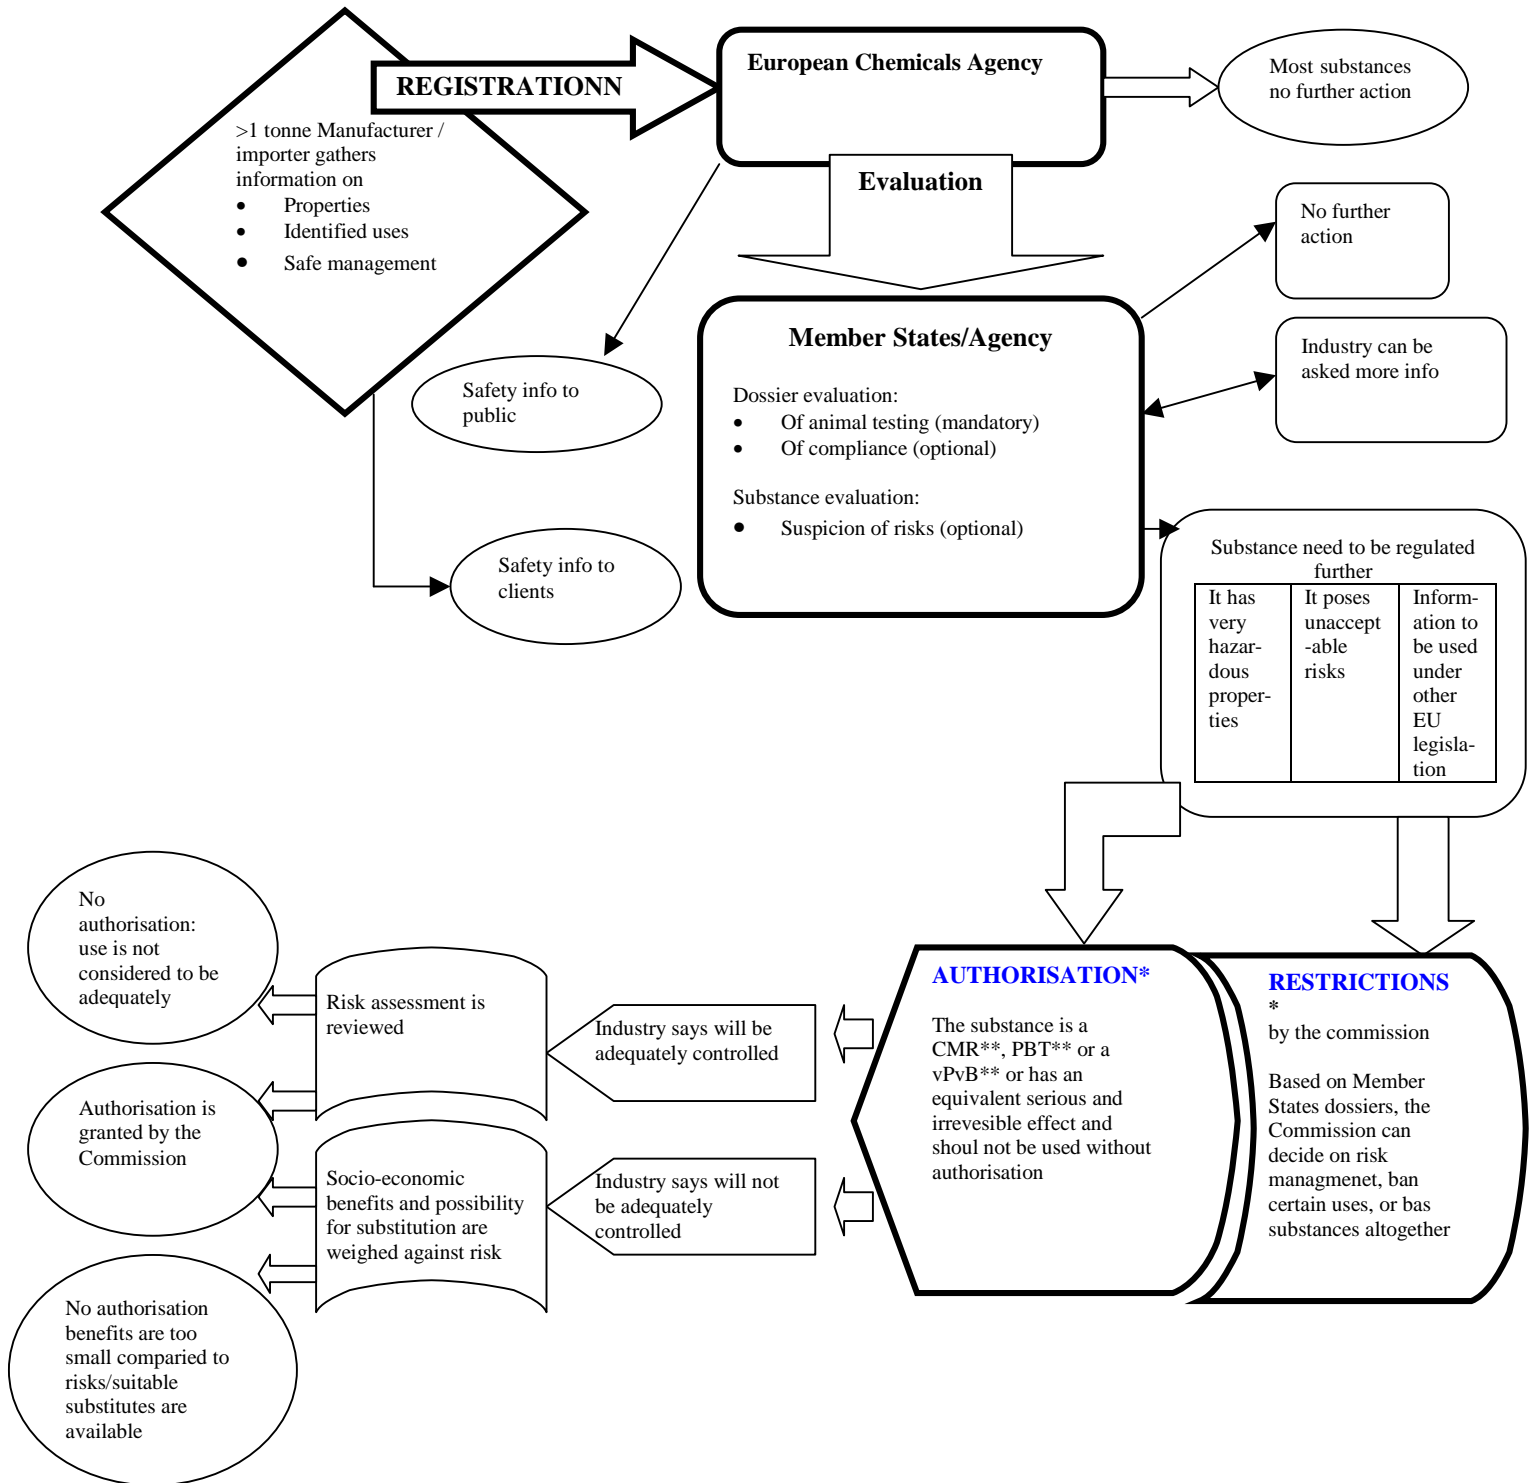 REGISTRATIONN
>1 tonne Manufacturer /
importer gathers
information on
• Properties
• Identified uses
• Safe management
European Chemicals Agency
Most substances
no further action
Evaluation
No further
action
Member States/Agency
Dossier evaluation:
• Of animal testing (mandatory)
• Of compliance (optional)
Substance evaluation:
• Suspicion of risks (optional)
Industry can be
asked more info
Safety info to
public
Safety info to
clients
Substance need to be regulated
further
It has
very
hazar-
dous
proper-
ties
It poses
unaccept
-able
risks
Inform-
ation to
be used
under
other
EU
legisla-
tion
No
authorisation:
use is not
considered to be
adequately
Risk assessment is
reviewed
Industry says will be
adequately controlled
AUTHORISATION*
The substance is a
CMR**, PBT** or a
vPvB** or has an
equivalent serious and
irrevesible effect and
shoul not be used without
authorisation
RESTRICTIONS
*
by the commission
Based on Member
States dossiers, the
Commission can
decide on risk
managmenet, ban
certain uses, or bas
substances altogether
Authorisation is
granted by the
Commission
Socio-economic
benefits and possibility
for substitution are
weighed against risk
Industry says will not
be adequately
controlled
No authorisation
benefits are too
small comparied to
risks/suitable
substitutes are
available